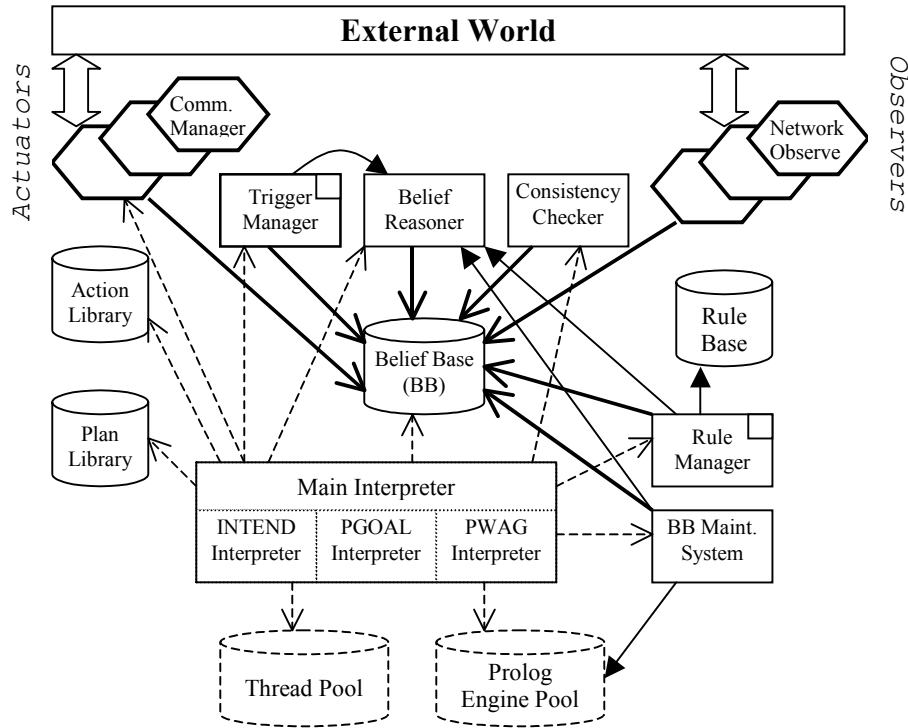 External World
Actuators
Observers
Comm.
Manager
Network
Observe
Trigger
Manager
Belief
Reasoner
Consistency
Checker
Action
Library
Rule
Base
Belief Base
(BB)
Plan
Library
Rule
Manager
Main Interpreter
INTEND
Interpreter
PGOAL
Interpreter
PWAG
Interpreter
BB Maint.
System
Thread Pool
Prolog
Engine Pool